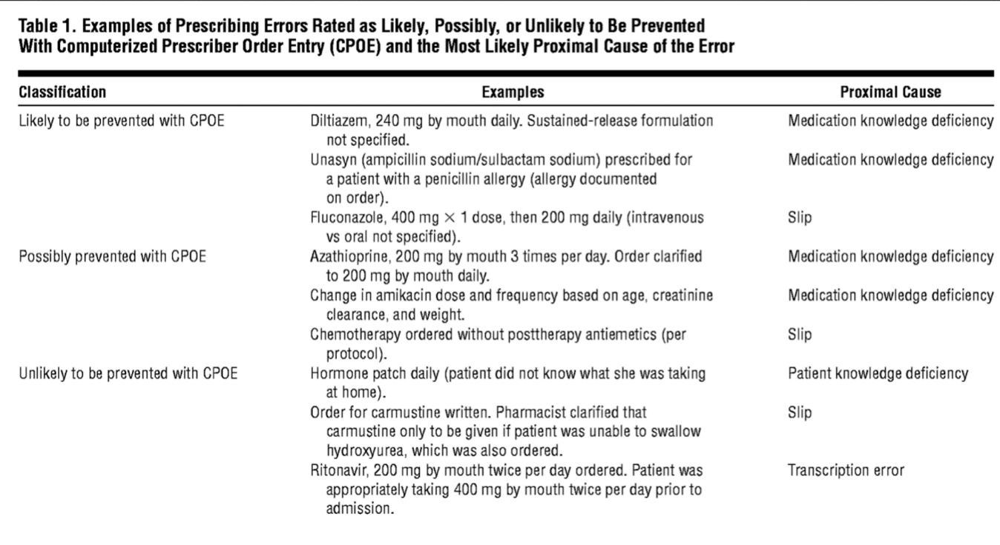 Table 1. Examples of Prescribing Errors Rated as Likely, Possibly, or Unlikely to Be Prevented
With Computerized Prescriber Order Entry (CPOE) and the Most Likely Proximal Cause of the Error
Classification Examples Proximal Cause
Likely to be prevented with CPOE Diltiazem, 240 mg by mouth daily. Sustained-release formulation Medication knowledge deficiency
not specified.
Unasyn (ampicillin sodium/sulbactam sodium) prescribed for Medication knowledge deficiency
a patient with a penicillin allergy (allergy documented
on order).
Fluconazole, 400 mg × 1 dose, then 200 mg daily (intravenous Slip
vs oral not specified).
Possibly prevented with CPOE Azathioprine, 200 mg by mouth 3 times per day. Order clarified Medication knowledge deficiency
to 200 mg by mouth daily.
Change in amikacin dose and frequency based on age, creatinine Medication knowledge deficiency
clearance, and weight.
Chemotherapy ordered without posttherapy antiemetics (per Slip
protocol).
Unlikely to be prevented with CPOE Hormone patch daily (patient did not know what she was taking Patient knowledge deficiency
at home).
Order for carmustine written. Pharmacist clarified that Slip
carmustine only to be given if patient was unable to swallow
hydroxyurea, which was also ordered.
Ritonavir, 200 mg by mouth twice per day ordered. Patient was Transcription error
appropriately taking 400 mg by mouth twice per day prior to
admission.